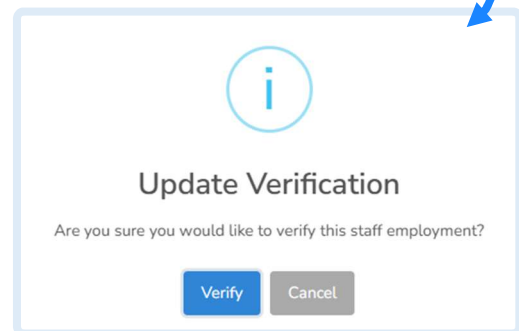 i
Update Verification
Are you sure you would like to verify this staff employment?
Verify Cancel